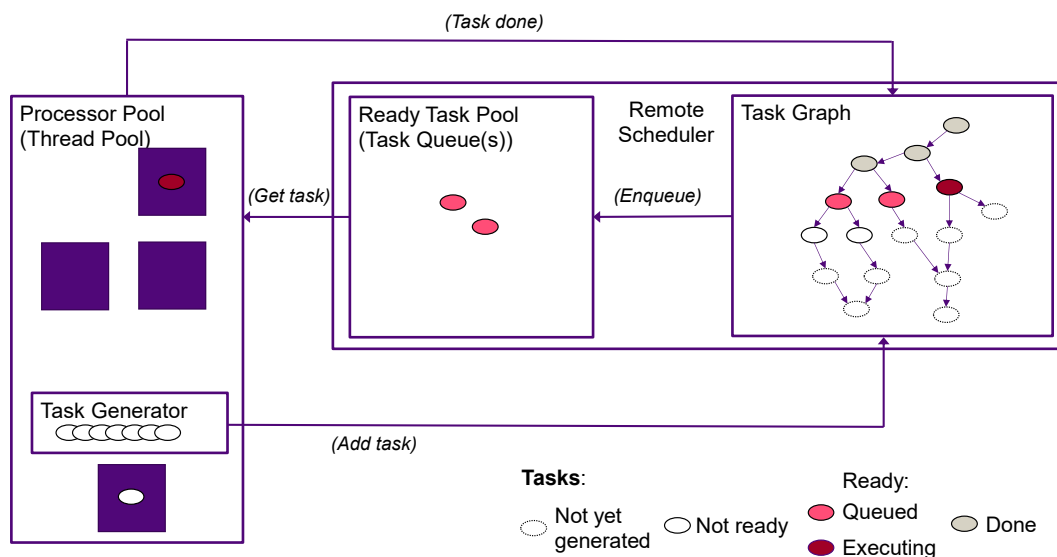 (Task done)
Processor Pool
(Thread Pool)
Ready Task Pool
(Task Queue(s))
Remote
Scheduler
Task Graph
(Get task)
(Enqueue)
Task Generator
(Add task)
Tasks:
Not yet
generated
Not ready
Ready:
Queued
Executing
Done